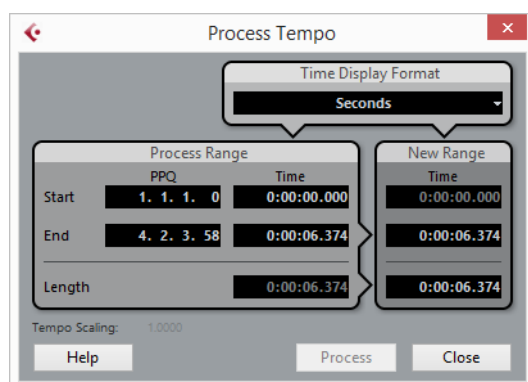 Process Tempo
Time Display Format
Seconds
Process Range
New Range
PPQ Time
Time
Start 1. 1. 1. 0 0:00:00.000 0:00:00.000
End 4. 2. 3. 58 0:00:06.374 0:00:06.374
Length 0:00:06.374 0:00:06.374
Tempo Scaling: 1.0000
Help Process Close